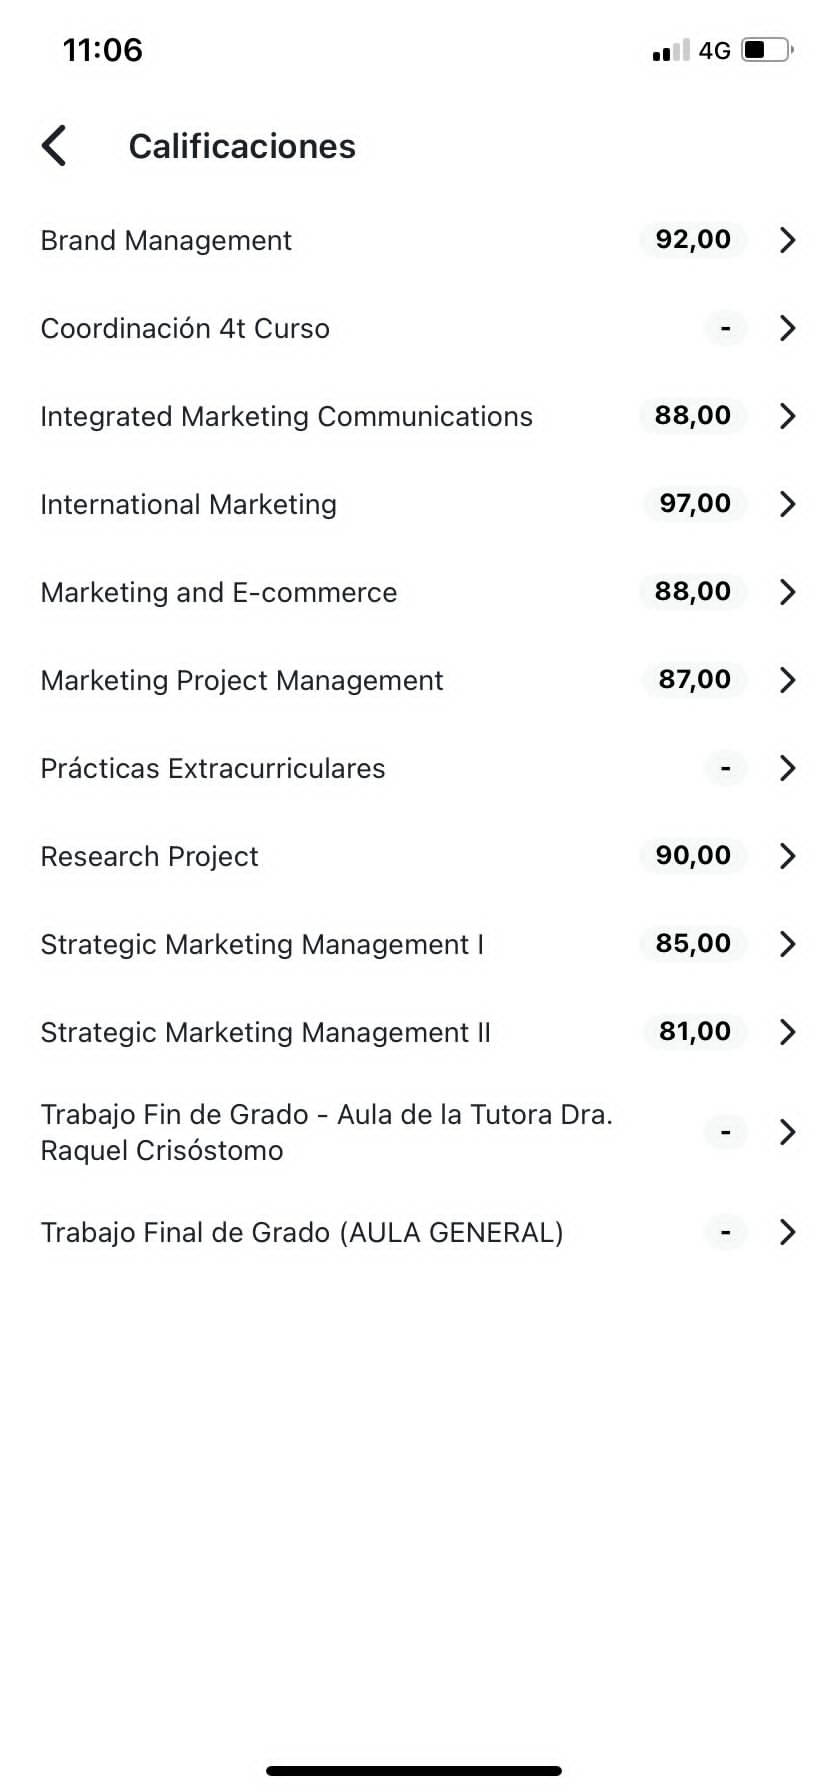 11:06
4G
Calificaciones
Brand Management 92,00
Coordinación 4t Curso -
Integrated Marketing Communications 88,00
International Marketing 97,00
Marketing and E-commerce 88,00
Marketing Project Management 87,00
Prácticas Extracurriculares -
Research Project 90,00
Strategic Marketing Management I 85,00
Strategic Marketing Management II 81,00
Trabajo Fin de Grado - Aula de la Tutora Dra.
Raquel Crisóstomo -
Trabajo Final de Grado (AULA GENERAL) -